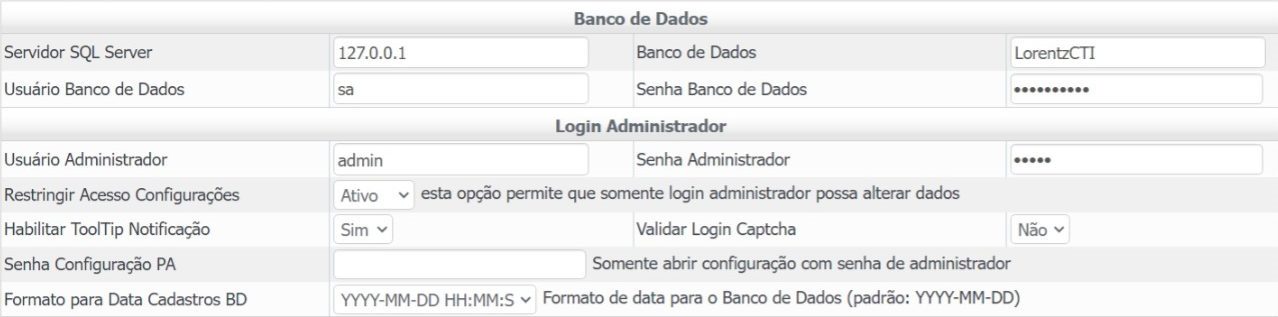 Banco de Dados
Servidor SQL Server 127.0.0.1 Banco de Dados LorentzCTI
Usuário Banco de Dados sa Senha Banco de Dados ••••••••••
Login Administrador
Usuário Administrador admin Senha Administrador •••••
Restringir Acesso Configurações Ativo esta opção permite que somente login administrador possa alterar dados
Habilitar ToolTip Notificação Sim Validar Login Captcha Não
Senha Configuração PA Somente abrir configuração com senha de administrador
Formato para Data Cadastros BD YYYY-MM-DD HH:MM:S Formato de data para o Banco de Dados (padrão: YYYY-MM-DD)